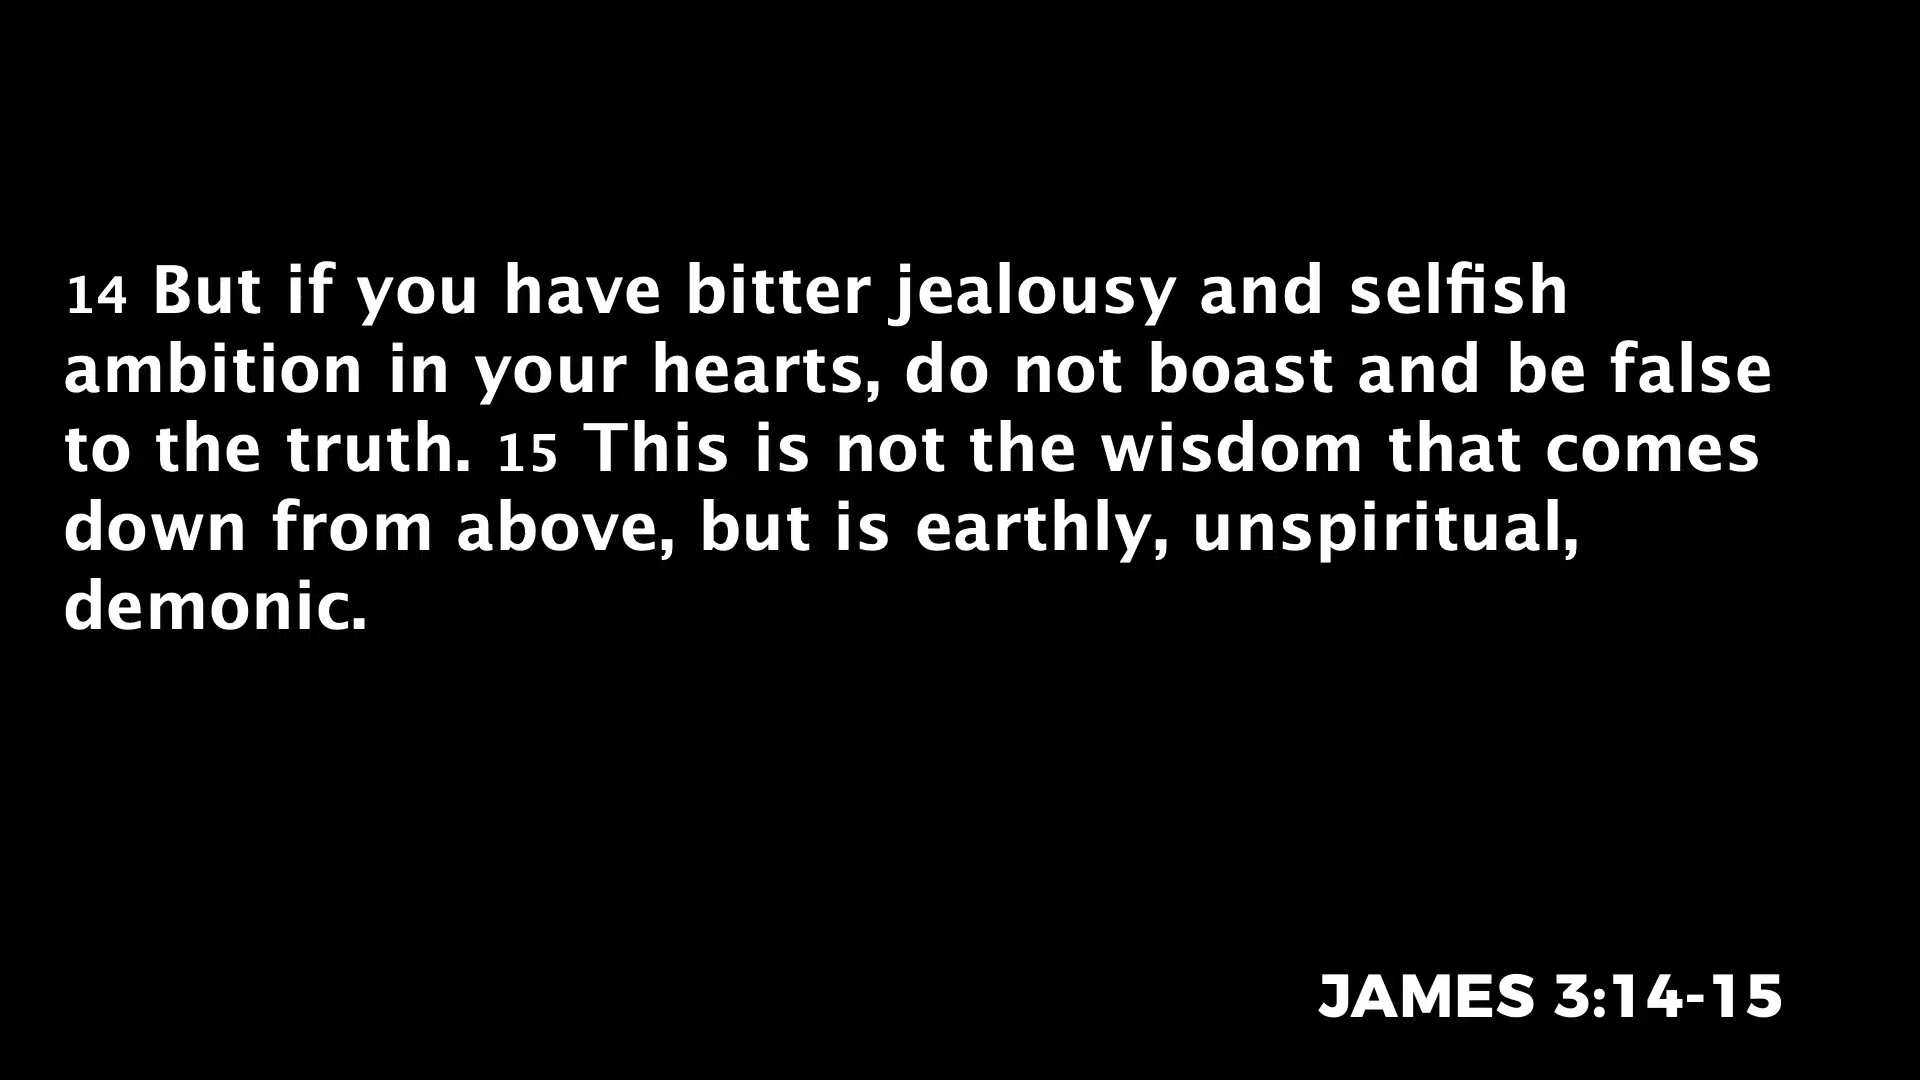 14 But if you have bitter jealousy and selfish
ambition in your hearts, do not boast and be false
to the truth. 15 This is not the wisdom that comes
down from above, but is earthly, unspiritual,
demonic.
JAMES 3:14-15